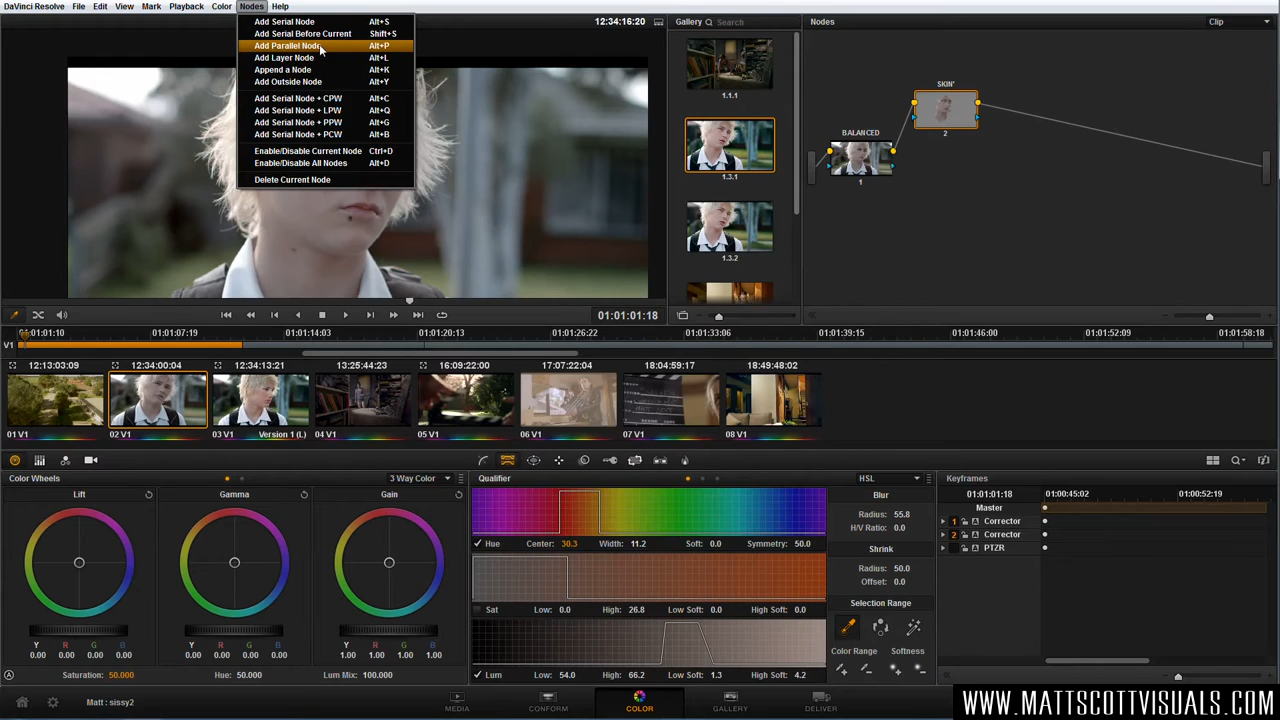 DaVinci Resolve File Edit View Mark Playback Color Nodes Help
Add Serial Node Alt+S
Add Serial Before Current Shift+S
Add Parallel Node Alt+P
Add Layer Node Alt+L
Append a Node Alt+K
Add Outside Node Alt+Y
Add Serial Node + CPW Alt+C
Add Serial Node + LPW Alt+Q
Add Serial Node + PPW Alt+G
Add Serial Node + PCW Alt+B
Enable/Disable Current Node Ctrl+D
Enable/Disable All Nodes Alt+D
Delete Current Node
12:34:16:20
Gallery Search
1.1.1
1.3.1
1.3.2
Nodes Clip
SKIN'
2
BALANCED
1
01:01:01:18
01:01:01:10 01:01:07:19 01:01:14:03 01:01:20:13 01:01:26:22 01:01:33:06 01:01:39:15 01:01:46:00 01:01:52:09 01:01:58:18
V1
12:13:03:09 12:34:00:04 12:34:13:21 13:25:44:23 16:09:22:00 17:07:22:04 18:04:59:17 18:49:48:02
01 V1 02 V1 03 V1 Version 1 (L) 04 V1 05 V1 06 V1 07 V1 08 V1
Color Wheels 3 Way Color
Lift Gamma Gain
Y R G B Y R G B Y R G B
0.00 0.00 0.00 0.00 0.00 0.00 0.00 0.00 1.00 1.00 1.00 1.00
Saturation: 50.000 Hue: 50.000 Lum Mix: 100.000
Qualifier HSL
Hue Center: 30.3 Width: 11.2 Soft: 0.0 Symmetry: 50.0
Sat Low: 0.0 High: 26.8 Low Soft: 0.0 High Soft: 0.0
Lum Low: 54.0 High: 66.2 Low Soft: 1.3 High Soft: 4.2
Blur
Radius: 55.8
H/V Ratio: 0.0
Shrink
Radius: 50.0
Offset: 0.0
Selection Range
Color Range Softness
Keyframes
01:01:01:18 01:00:45:02 01:00:52:19
Master
1 Corrector
2 Corrector
PTZR
Matt : sissy2
MEDIA CONFORM COLOR GALLERY DELIVER
WWW.MATTSCOTTVISUALS.COM